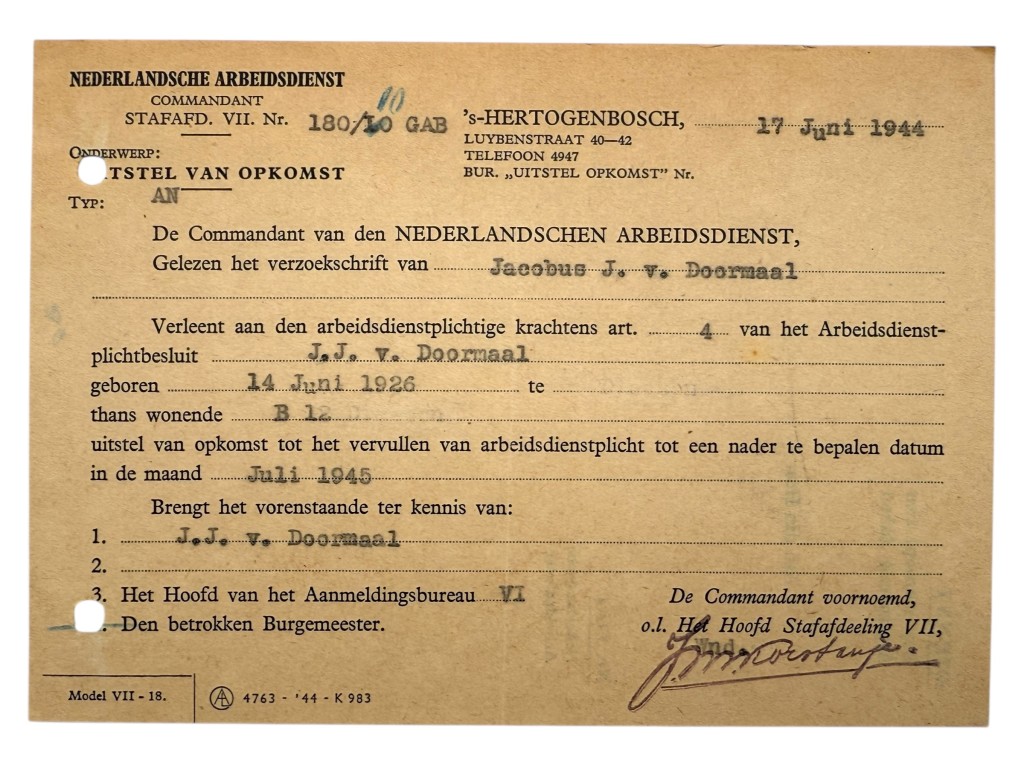 NEDERLANDSCHE ARBEIDSDIENST
COMMANDANT
STAFAFD. VII. Nr. 180/10 GAB
10
's-HERTOGENBOSCH, 17 Juni 1944
LUYBENSTRAAT 40—42
TELEFOON 4947
BUR. „UITSTEL OPKOMST” Nr.
ONDERWERP:
TSTEL VAN OPKOMST
TYP: AN
De Commandant van den NEDERLANDSCHEN ARBEIDSDIENST,
Gelezen het verzoekschrift van Jacobus J. v. Doormaal
Verleent aan den arbeidsdienstplichtige krachtens art. 4 van het Arbeidsdienst-
plichtbesluit J.J. v. Doormaal
geboren 14 Juni 1926 te
thans wonende B 12
uitstel van opkomst tot het vervullen van arbeidsdienstplicht tot een nader te bepalen datum
in de maand Juli 1945
Brengt het vorenstaande ter kennis van:
1. J.J. v. Doormaal
2.
3. Het Hoofd van het Aanmeldingsbureau VI
. Den betrokken Burgemeester.
De Commandant voornoemd,
o.l. Het Hoofd Stafafdeeling VII,
Wnd.
Model VII - 18.
4763 - '44 - K 983